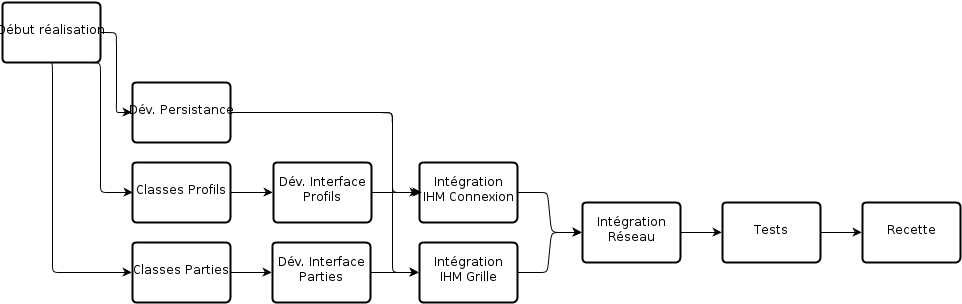 Début réalisation
Dév. Persistance
Classes Profils
Dév. Interface
Profils
Intégration
IHM Connexion
Classes Parties
Dév. Interface
Parties
Intégration
IHM Grille
Intégration
Réseau
Tests
Recette